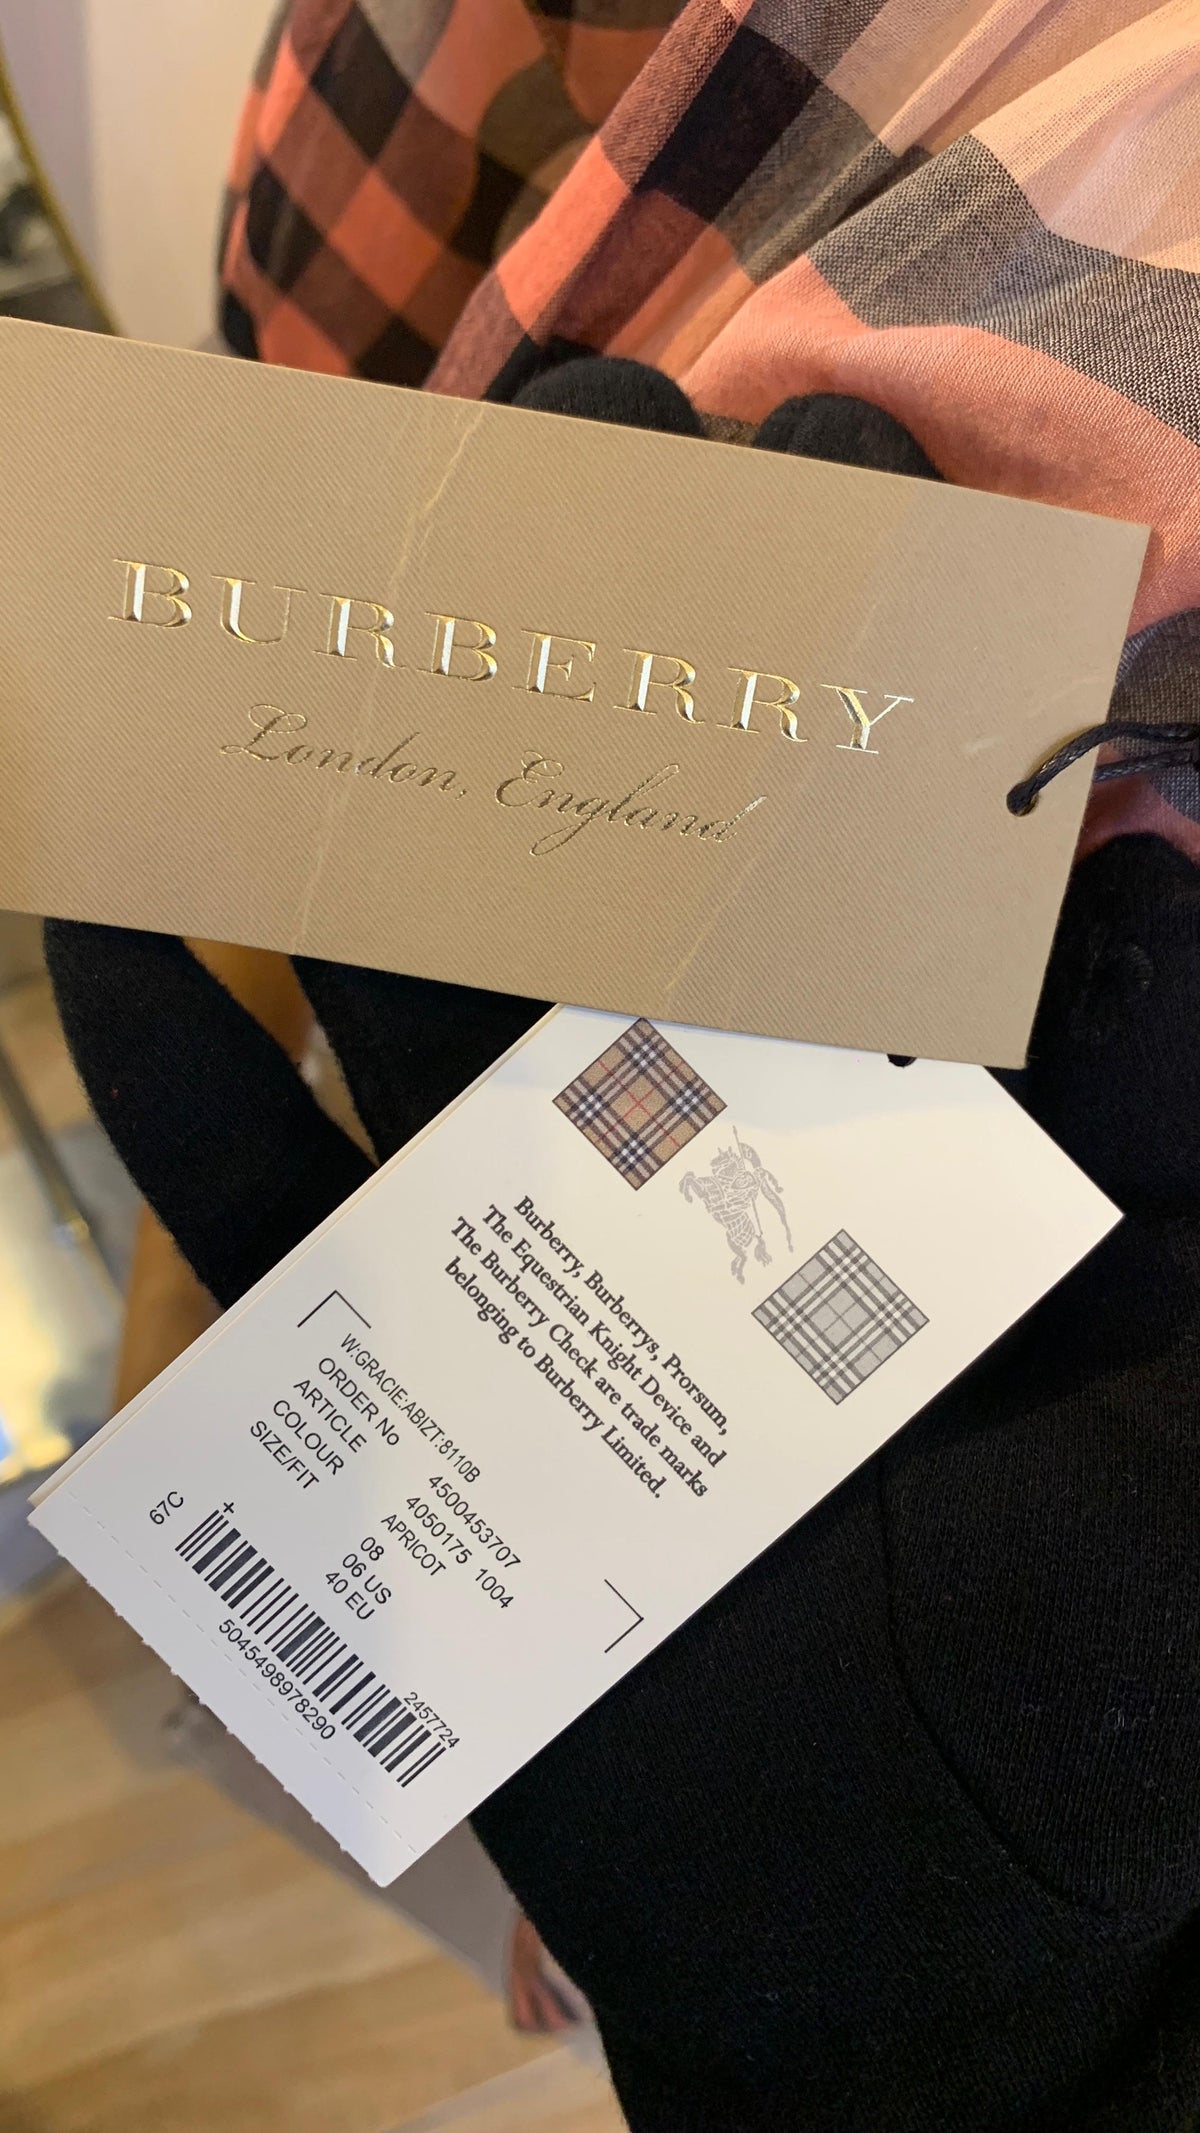 BURBERRY
London, England
Burberry, Burberrys, Prorsum,
The Equestrian Knight Device and
The Burberry Check are trade marks
belonging to Burberry Limited.
W:GRACIE:ABIZT:8110B
ORDER No 4500453707
ARTICLE 4050175 1004
COLOUR APRICOT
SIZE/FIT 08
06 US
40 EU
67C
+
2457724
5045498978290